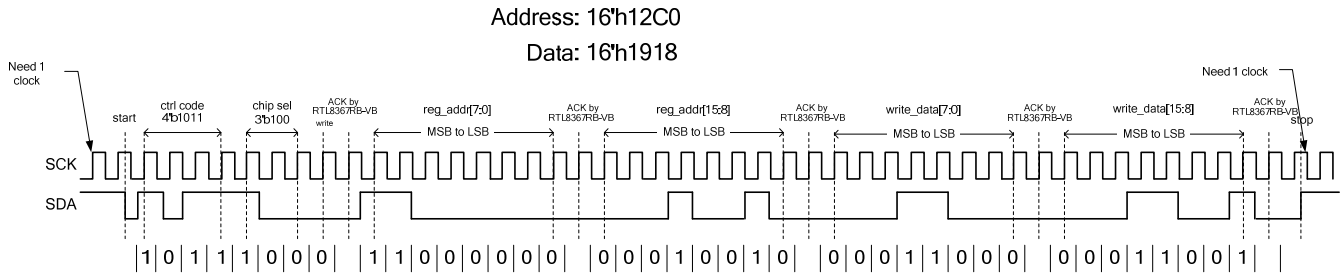 Address: 16'h12C0
Data: 16'h1918
Need 1
clock
Need 1 clock
start
ctrl code
4'b1011
chip sel
3'b100
write
ACK by
RTL8367RB-VB
reg_addr[7:0]
MSB to LSB
ACK by
RTL8367RB-VB
reg_addr[15:8]
MSB to LSB
ACK by
RTL8367RB-VB
write_data[7:0]
MSB to LSB
ACK by
RTL8367RB-VB
write_data[15:8]
MSB to LSB
ACK by
RTL8367RB-VB
stop
SCK
SDA
1 0 1 1 1 0 0 0 1 1 0 0 0 0 0 0 0 0 0 1 0 0 1 0 0 0 0 1 1 0 0 0 0 0 0 1 1 0 0 1